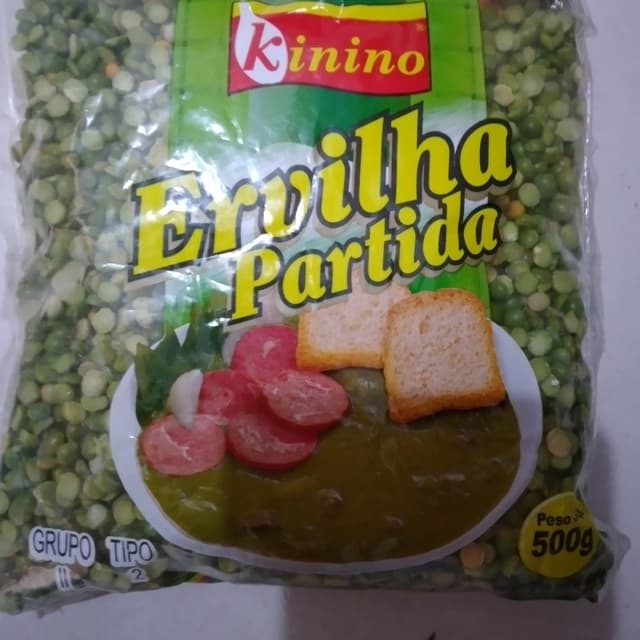 kinino
Ervilha
Partida
GRUPO TIPO
II 2
Peso
500g